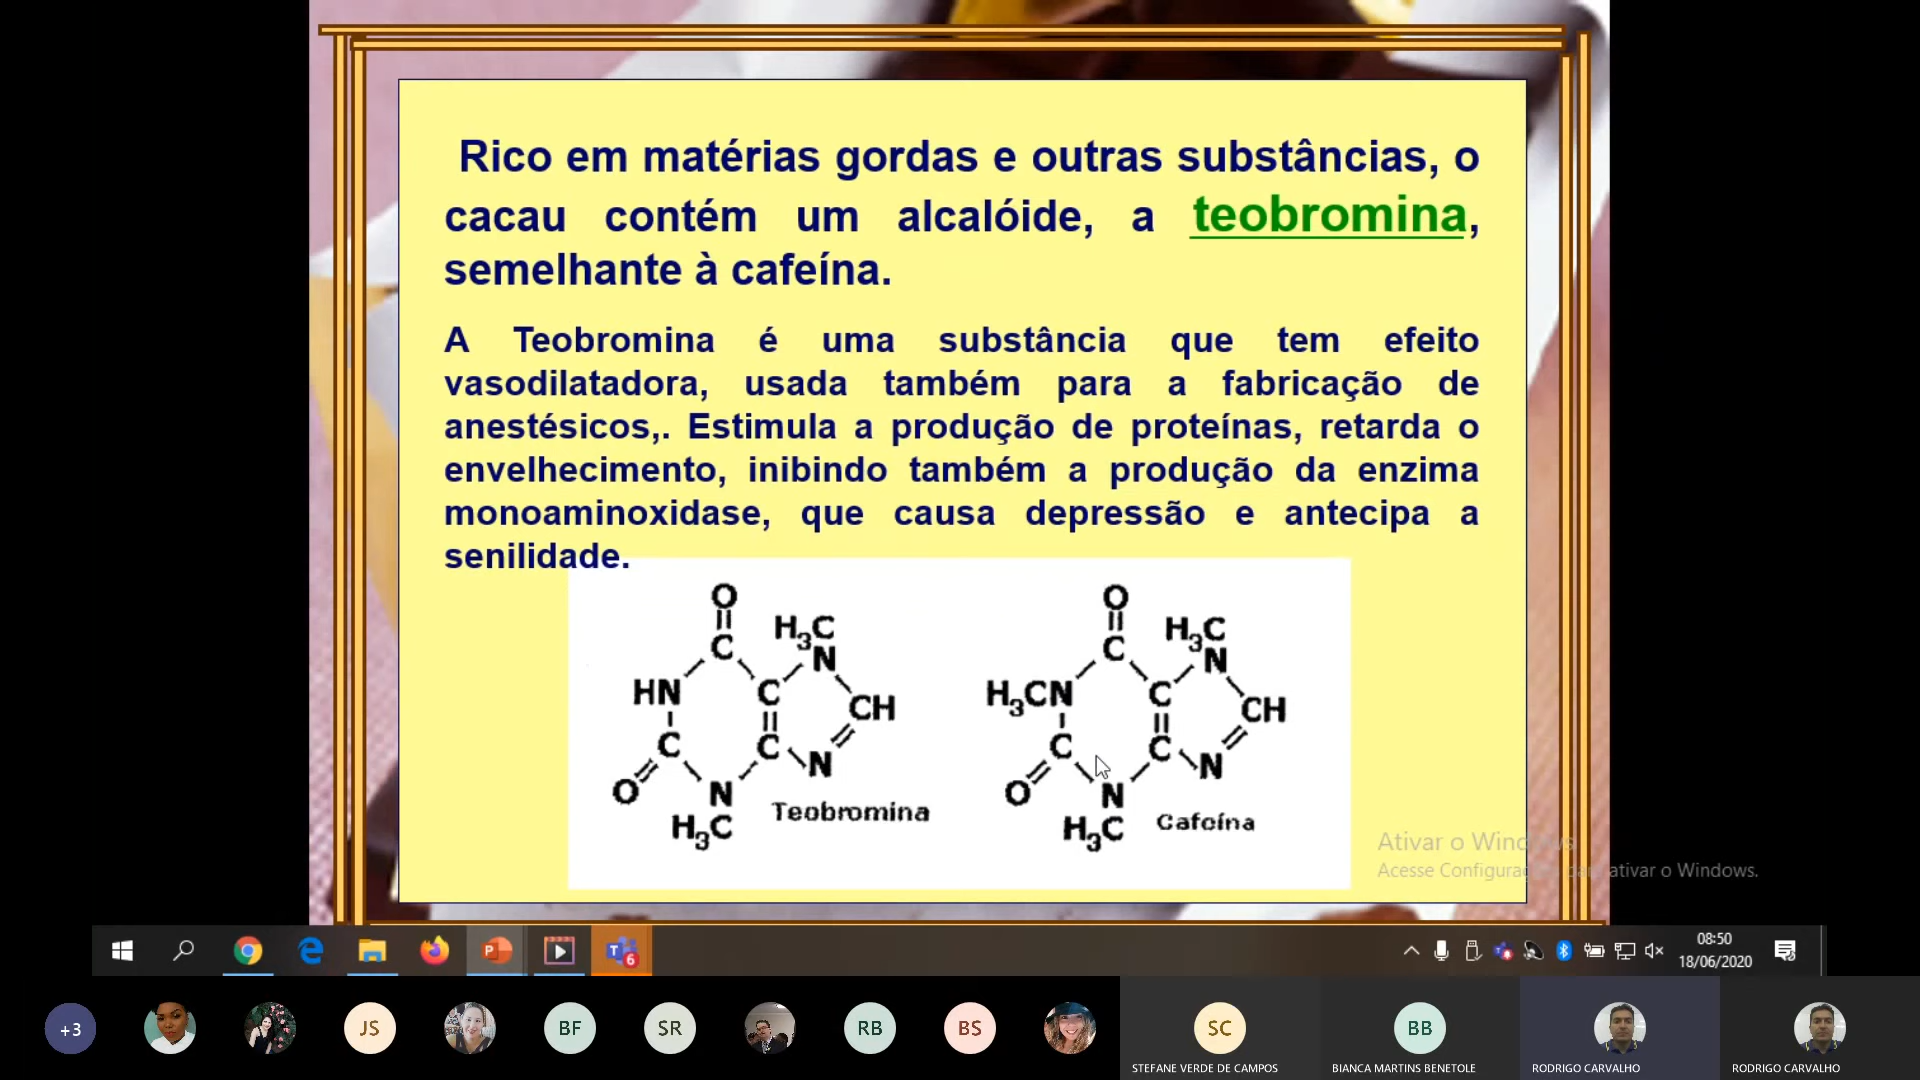 Rico em matérias gordas e outras substâncias, o
cacau contém um alcalóide, a teobromina,
semelhante à cafeína.
A Teobromina é uma substância que tem efeito
vasodilatadora, usada também para a fabricação de
anestésicos,. Estimula a produção de proteínas, retarda o
envelhecimento, inibindo também a produção da enzima
monoaminoxidase, que causa depressão e antecipa a
senilidade.
O
H3C
C
N
HN
C
CH
C
C
N
O
N
Teobromina
H3C
O
H3C
C
N
H3CN
C
CH
C
C
N
O
N
Cafeína
H3C
Ativar o Windows
Acesse Configurações para ativar o Windows.
6
08:50
18/06/2020
+3
JS
BF
SR
RB
BS
SC
BB
STEFANE VERDE DE CAMPOS
BIANCA MARTINS BENETOLE
RODRIGO CARVALHO
RODRIGO CARVALHO